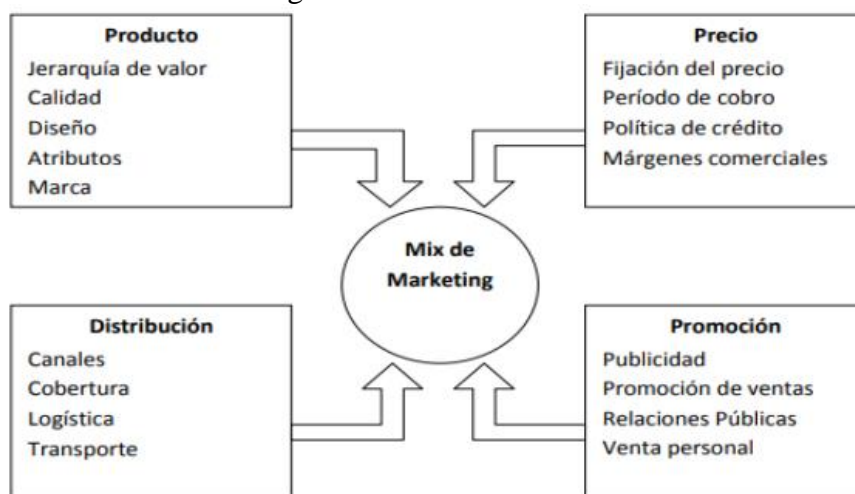 Producto
Jerarquía de valor
Calidad
Diseño
Atributos
Marca
Precio
Fijación del precio
Período de cobro
Política de crédito
Márgenes comerciales
Mix de
Marketing
Distribución
Canales
Cobertura
Logística
Transporte
Promoción
Publicidad
Promoción de ventas
Relaciones Públicas
Venta personal